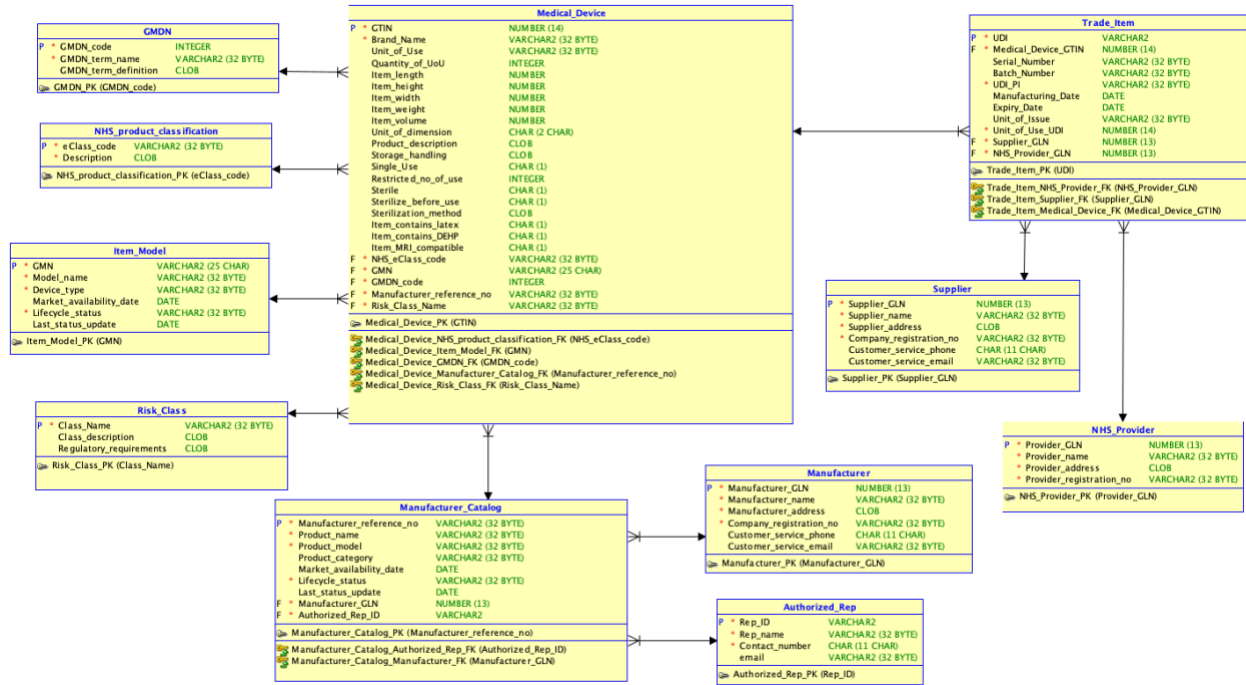 GMDN
P * GMDN_code INTEGER
* GMDN_term_name VARCHAR2 (32 BYTE)
GMDN_term_definition CLOB
GMDN_PK (GMDN_code)
NHS_product_classification
P * eClass_code VARCHAR2 (32 BYTE)
* Description CLOB
NHS_product_classification_PK (eClass_code)
Item_Model
P * GMN VARCHAR2 (25 CHAR)
* Model_name VARCHAR2 (32 BYTE)
* Device_type VARCHAR2 (32 BYTE)
Market_availability_date DATE
* Lifecycle_status VARCHAR2 (32 BYTE)
Last_status_update DATE
Item_Model_PK (GMN)
Risk_Class
P * Class_Name VARCHAR2 (32 BYTE)
Class_description CLOB
Regulatory_requirements CLOB
Risk_Class_PK (Class_Name)
Medical_Device
P * GTIN NUMBER (14)
* Brand_Name VARCHAR2 (32 BYTE)
Unit_of_Use VARCHAR2 (32 BYTE)
Quantity_of_UoU INTEGER
Item_length NUMBER
Item_height NUMBER
Item_width NUMBER
Item_weight NUMBER
Item_volume NUMBER
Unit_of_dimension CHAR (2 CHAR)
Product_description CLOB
Storage_handling CLOB
Single_Use CHAR (1)
Restricted_no_of_use INTEGER
Sterile CHAR (1)
Sterilize_before_use CHAR (1)
Sterilization_method CLOB
Item_contains_latex CHAR (1)
Item_contains_DEHP CHAR (1)
Item_MRI_compatible CHAR (1)
F * NHS_eClass_code VARCHAR2 (32 BYTE)
F * GMN VARCHAR2 (25 CHAR)
F * GMDN_code INTEGER
F * Manufacturer_reference_no VARCHAR2 (32 BYTE)
F * Risk_Class_Name VARCHAR2 (32 BYTE)
Medical_Device_PK (GTIN)
Medical_Device_NHS_product_classification_FK (NHS_eClass_code)
Medical_Device_Item_Model_FK (GMN)
Medical_Device_GMDN_FK (GMDN_code)
Medical_Device_Manufacturer_Catalog_FK (Manufacturer_reference_no)
Medical_Device_Risk_Class_FK (Risk_Class_Name)
Trade_Item
P * UDI VARCHAR2
F * Medical_Device_GTIN NUMBER (14)
Serial_Number VARCHAR2 (32 BYTE)
Batch_Number VARCHAR2 (32 BYTE)
* UDI_PI VARCHAR2 (32 BYTE)
Manufacturing_Date DATE
Expiry_Date DATE
Unit_of_Issue VARCHAR2 (32 BYTE)
* Unit_of_Use_UDI NUMBER (14)
F * Supplier_GLN NUMBER (13)
F * NHS_Provider_GLN NUMBER (13)
Trade_Item_PK (UDI)
Trade_Item_NHS_Provider_FK (NHS_Provider_GLN)
Trade_Item_Supplier_FK (Supplier_GLN)
Trade_Item_Medical_Device_FK (Medical_Device_GTIN)
Supplier
P * Supplier_GLN NUMBER (13)
* Supplier_name VARCHAR2 (32 BYTE)
* Supplier_address CLOB
* Company_registration_no VARCHAR2 (32 BYTE)
Customer_service_phone CHAR (11 CHAR)
Customer_service_email VARCHAR2 (32 BYTE)
Supplier_PK (Supplier_GLN)
NHS_Provider
P * Provider_GLN NUMBER (13)
* Provider_name VARCHAR2 (32 BYTE)
* Provider_address CLOB
* Provider_registration_no VARCHAR2 (32 BYTE)
NHS_Provider_PK (Provider_GLN)
Manufacturer_Catalog
P * Manufacturer_reference_no VARCHAR2 (32 BYTE)
* Product_name VARCHAR2 (32 BYTE)
* Product_model VARCHAR2 (32 BYTE)
Product_category VARCHAR2 (32 BYTE)
Market_availability_date DATE
* Lifecycle_status VARCHAR2 (32 BYTE)
Last_status_update DATE
F * Manufacturer_GLN NUMBER (13)
F * Authorized_Rep_ID VARCHAR2
Manufacturer_Catalog_PK (Manufacturer_reference_no)
Manufacturer_Catalog_Authorized_Rep_FK (Authorized_Rep_ID)
Manufacturer_Catalog_Manufacturer_FK (Manufacturer_GLN)
Manufacturer
P * Manufacturer_GLN NUMBER (13)
* Manufacturer_name VARCHAR2 (32 BYTE)
* Manufacturer_address CLOB
* Company_registration_no VARCHAR2 (32 BYTE)
Customer_service_phone CHAR (11 CHAR)
Customer_service_email VARCHAR2 (32 BYTE)
Manufacturer_PK (Manufacturer_GLN)
Authorized_Rep
P * Rep_ID VARCHAR2
* Rep_name VARCHAR2 (32 BYTE)
* Contact_number CHAR (11 CHAR)
email VARCHAR2 (32 BYTE)
Authorized_Rep_PK (Rep_ID)